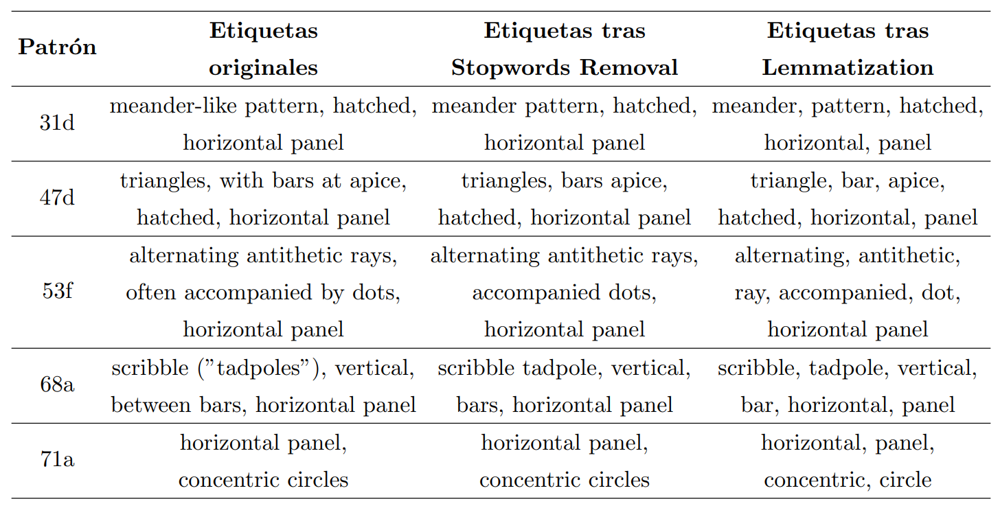 Patrón | Etiquetas originales | Etiquetas tras Stopwords Removal | Etiquetas tras Lemmatization
31d | meander-like pattern, hatched, horizontal panel | meander pattern, hatched, horizontal panel | meander, pattern, hatched, horizontal, panel
47d | triangles, with bars at apice, hatched, horizontal panel | triangles, bars apice, hatched, horizontal panel | triangle, bar, apice, hatched, horizontal, panel
53f | alternating antithetic rays, often accompanied by dots, horizontal panel | alternating antithetic rays, accompanied dots, horizontal panel | alternating, antithetic, ray, accompanied, dot, horizontal panel
68a | scribble (”tadpoles”), vertical, between bars, horizontal panel | scribble tadpole, vertical, bars, horizontal panel | scribble, tadpole, vertical, bar, horizontal, panel
71a | horizontal panel, concentric circles | horizontal panel, concentric circles | horizontal, panel, concentric, circle